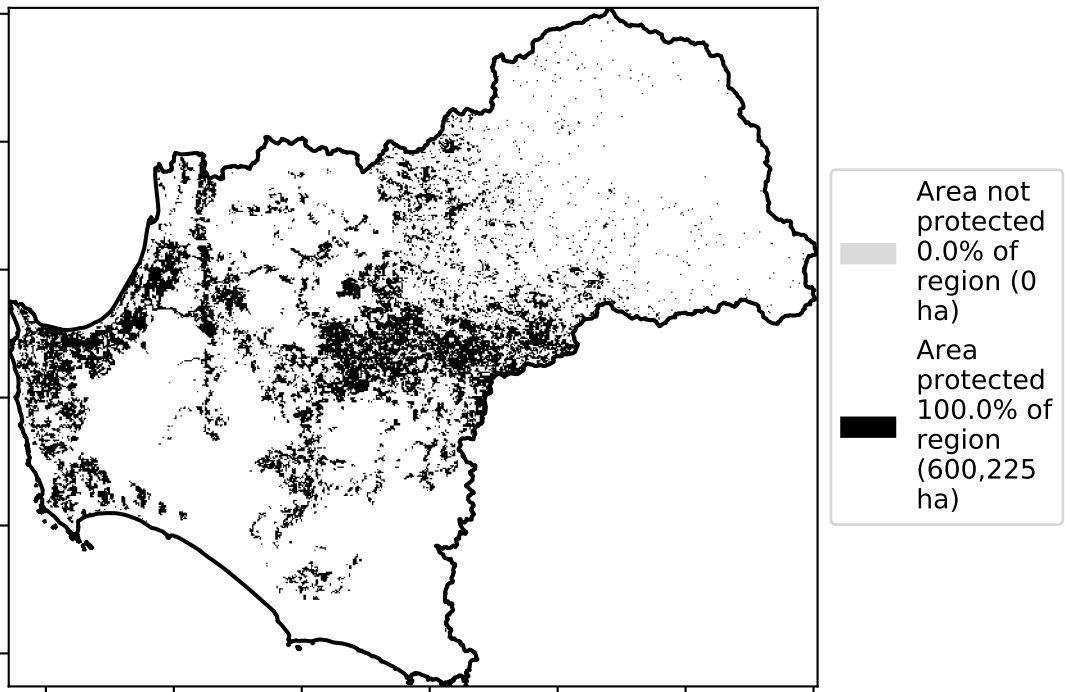 Area not
protected
0.0% of
region (0
ha)
Area
protected
100.0% of
region
(600,225
ha)